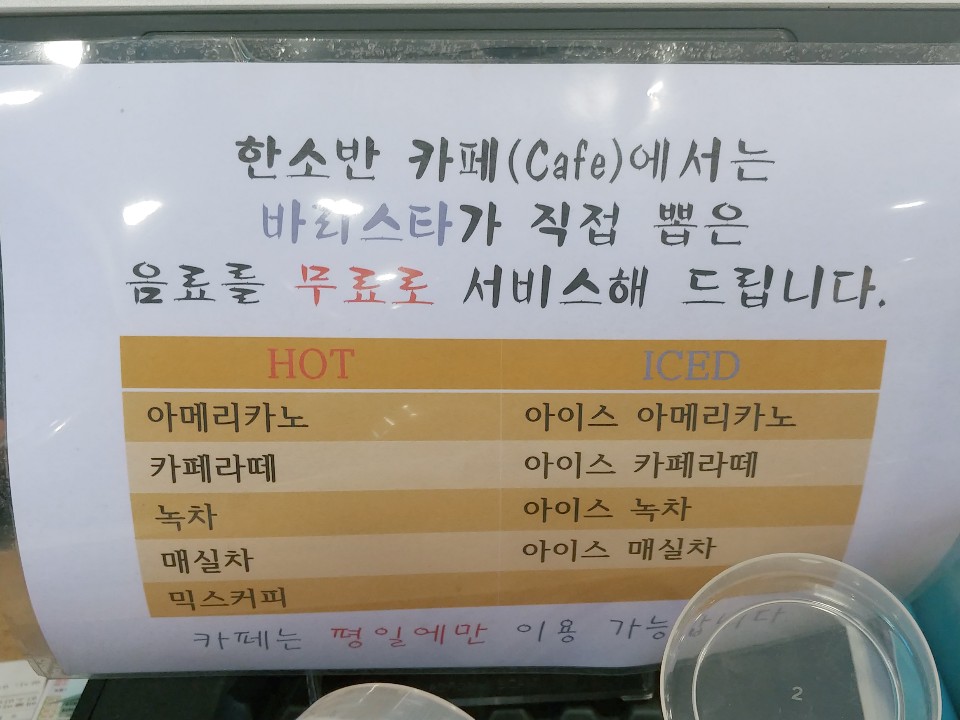 한소반 카페(Cafe)에서는
바리스타가 직접 뽑은
음료를 무료로 서비스해 드립니다.
HOT ICED
아메리카노 아이스 아메리카노
카페라떼 아이스 카페라떼
녹차 아이스 녹차
매실차 아이스 매실차
믹스커피
카페는 평일에만 이용 가능합니다
2